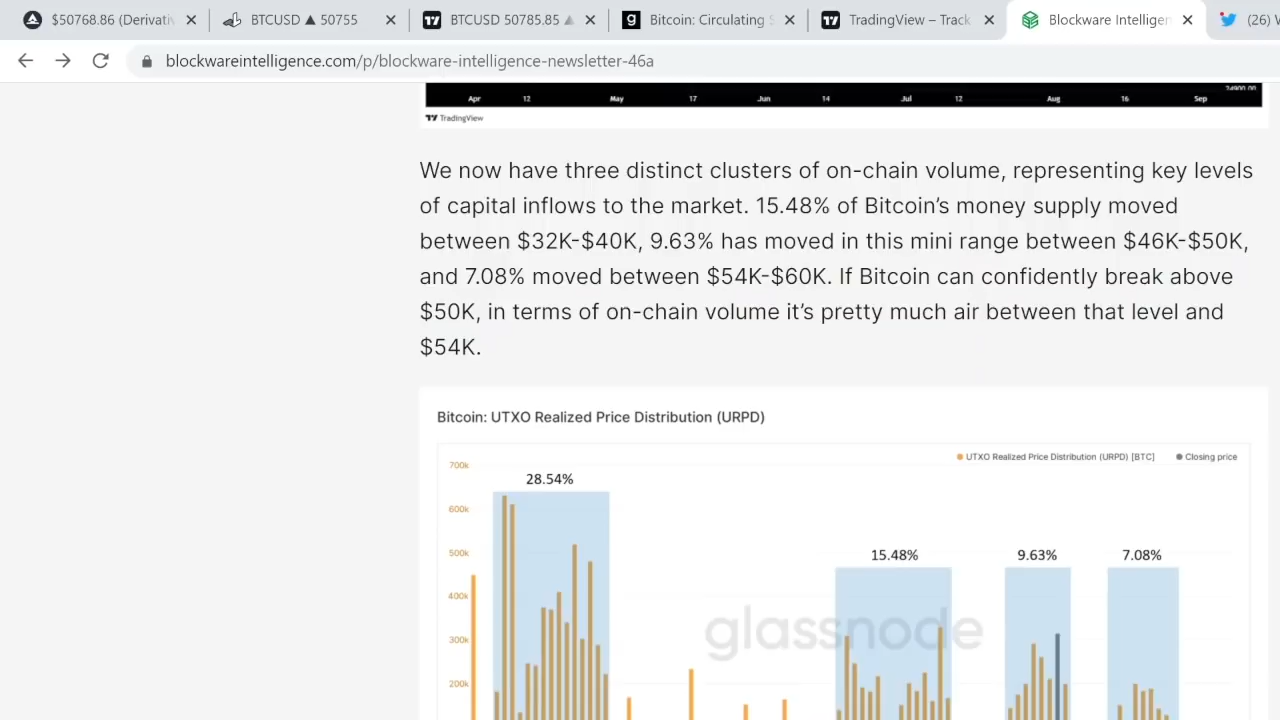 $50768.86 (Derivati
BTCUSD ▲ 50755
BTCUSD 50785.85
Bitcoin: Circulating S
TradingView – Track
Blockware Intelligen
(26)
blockwareintelligence.com/p/blockware-intelligence-newsletter-46a
Apr 12 May 17 Jun 14 Jul 12 Aug 16 Sep
TradingView
We now have three distinct clusters of on-chain volume, representing key levels
of capital inflows to the market. 15.48% of Bitcoin’s money supply moved
between $32K-$40K, 9.63% has moved in this mini range between $46K-$50K,
and 7.08% moved between $54K-$60K. If Bitcoin can confidently break above
$50K, in terms of on-chain volume it’s pretty much air between that level and
$54K.
Bitcoin: UTXO Realized Price Distribution (URPD)
UTXO Realized Price Distribution (URPD) [BTC] Closing price
700k
28.54%
600k
500k
15.48% 9.63% 7.08%
400k
300k
glassnode
200k